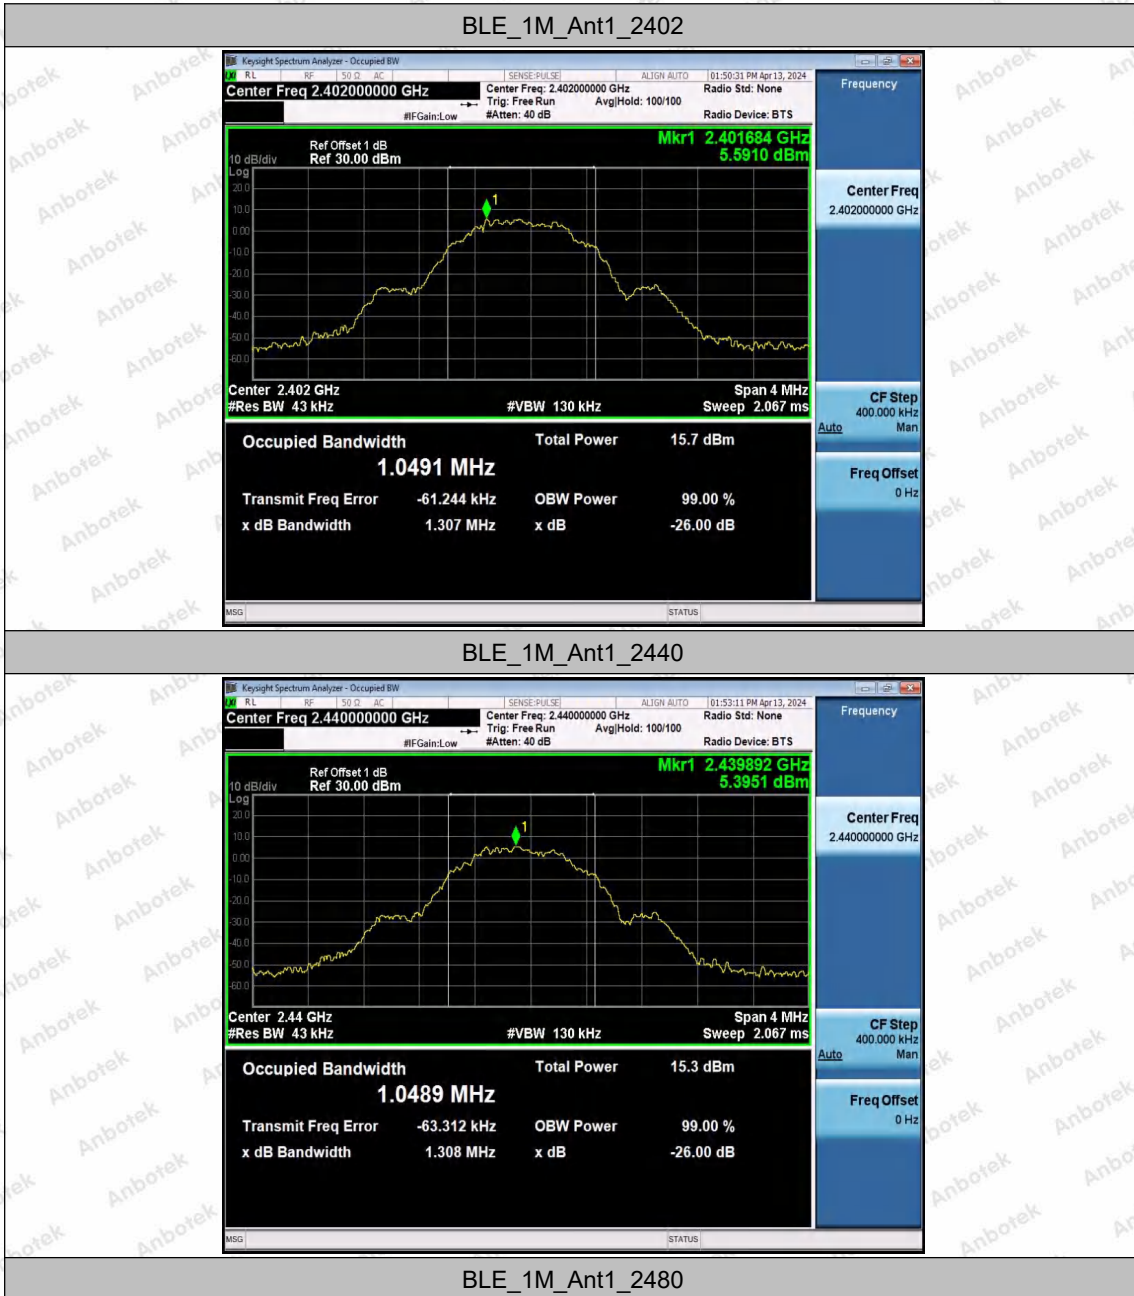 BLE_1M_Ant1_2402
Keysight Spectrum Analyzer - Occupied BW
RL RF 50 Ω AC SENSE:PULSE ALIGN AUTO 01:50:31 PM Apr 13, 2024
Center Freq 2.402000000 GHz
Center Freq: 2.402000000 GHz Radio Std: None
Trig: Free Run Avg|Hold: 100/100
#IFGain:Low #Atten: 40 dB Radio Device: BTS
Frequency
Mkr1 2.401684 GHz
5.5910 dBm
Ref Offset 1 dB
10 dB/div Ref 30.00 dBm
Log
20.0
10.0
0.00
-10.0
-20.0
-30.0
-40.0
-50.0
-60.0
1
Center Freq
2.402000000 GHz
Center 2.402 GHz Span 4 MHz
#Res BW 43 kHz #VBW 130 kHz Sweep 2.067 ms
CF Step
400.000 kHz
Auto Man
Occupied Bandwidth Total Power 15.7 dBm
1.0491 MHz
Transmit Freq Error -61.244 kHz OBW Power 99.00 %
x dB Bandwidth 1.307 MHz x dB -26.00 dB
Freq Offset
0 Hz
MSG STATUS
BLE_1M_Ant1_2440
Keysight Spectrum Analyzer - Occupied BW
RL RF 50 Ω AC SENSE:PULSE ALIGN AUTO 01:53:11 PM Apr 13, 2024
Center Freq 2.440000000 GHz
Center Freq: 2.440000000 GHz Radio Std: None
Trig: Free Run Avg|Hold: 100/100
#IFGain:Low #Atten: 40 dB Radio Device: BTS
Frequency
Mkr1 2.439892 GHz
5.3951 dBm
Ref Offset 1 dB
10 dB/div Ref 30.00 dBm
Log
20.0
10.0
0.00
-10.0
-20.0
-30.0
-40.0
-50.0
-60.0
1
Center Freq
2.440000000 GHz
Center 2.44 GHz Span 4 MHz
#Res BW 43 kHz #VBW 130 kHz Sweep 2.067 ms
CF Step
400.000 kHz
Auto Man
Occupied Bandwidth Total Power 15.3 dBm
1.0489 MHz
Transmit Freq Error -63.312 kHz OBW Power 99.00 %
x dB Bandwidth 1.308 MHz x dB -26.00 dB
Freq Offset
0 Hz
MSG STATUS
BLE_1M_Ant1_2480
Anbotek